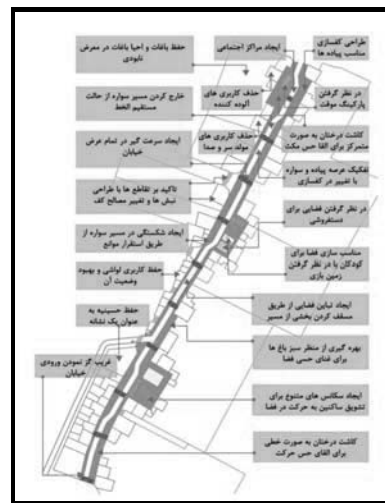 طراحی کفسازی
مناسب پیاده ها
ایجاد مراکز اجتماعی
حفظ باغات و احیا باغات در معرض
نابودی
در نظر گرفتن
پارکینگ موقت
حذف کاربری های
آلوده کننده
خارج کردن مسیر سواره از حالت
مستقیم الخط
کاشت درختان به صورت
متمرکز برای القا حس مکث
حذف کاربری های
مولد سر و صدا
ایجاد سرعت گیر در تمام عرض
خیابان
تفکیک عرصه پیاده و سواره
با تغییر در کفسازی
تاکید بر تقاطع ها با طراحی
نبش ها و تغییر مصالح کف
در نظر گرفتن فضایی برای
دستفروشی
ایجاد شکستگی در مسیر سواره از
طریق استقرار موانع
مناسب سازی فضا برای
کودکان با در نظر گرفتن
زمین بازی
حفظ کاربری لواشی و بهبود
وضعیت آن
ایجاد تباین فضایی از طریق
مسقف کردن بخشی از مسیر
حفظ حسینیه به
عنوان یک نشانه
بهره گیری از منظر سبز باغ ها
برای غنای حسی فضا
غریب گز نمودن ورودی
خیابان
ایجاد سکانس های متنوع برای
تشویق ساکنین به حرکت در فضا
کاشت درختان به صورت خطی
برای القای حس حرکت